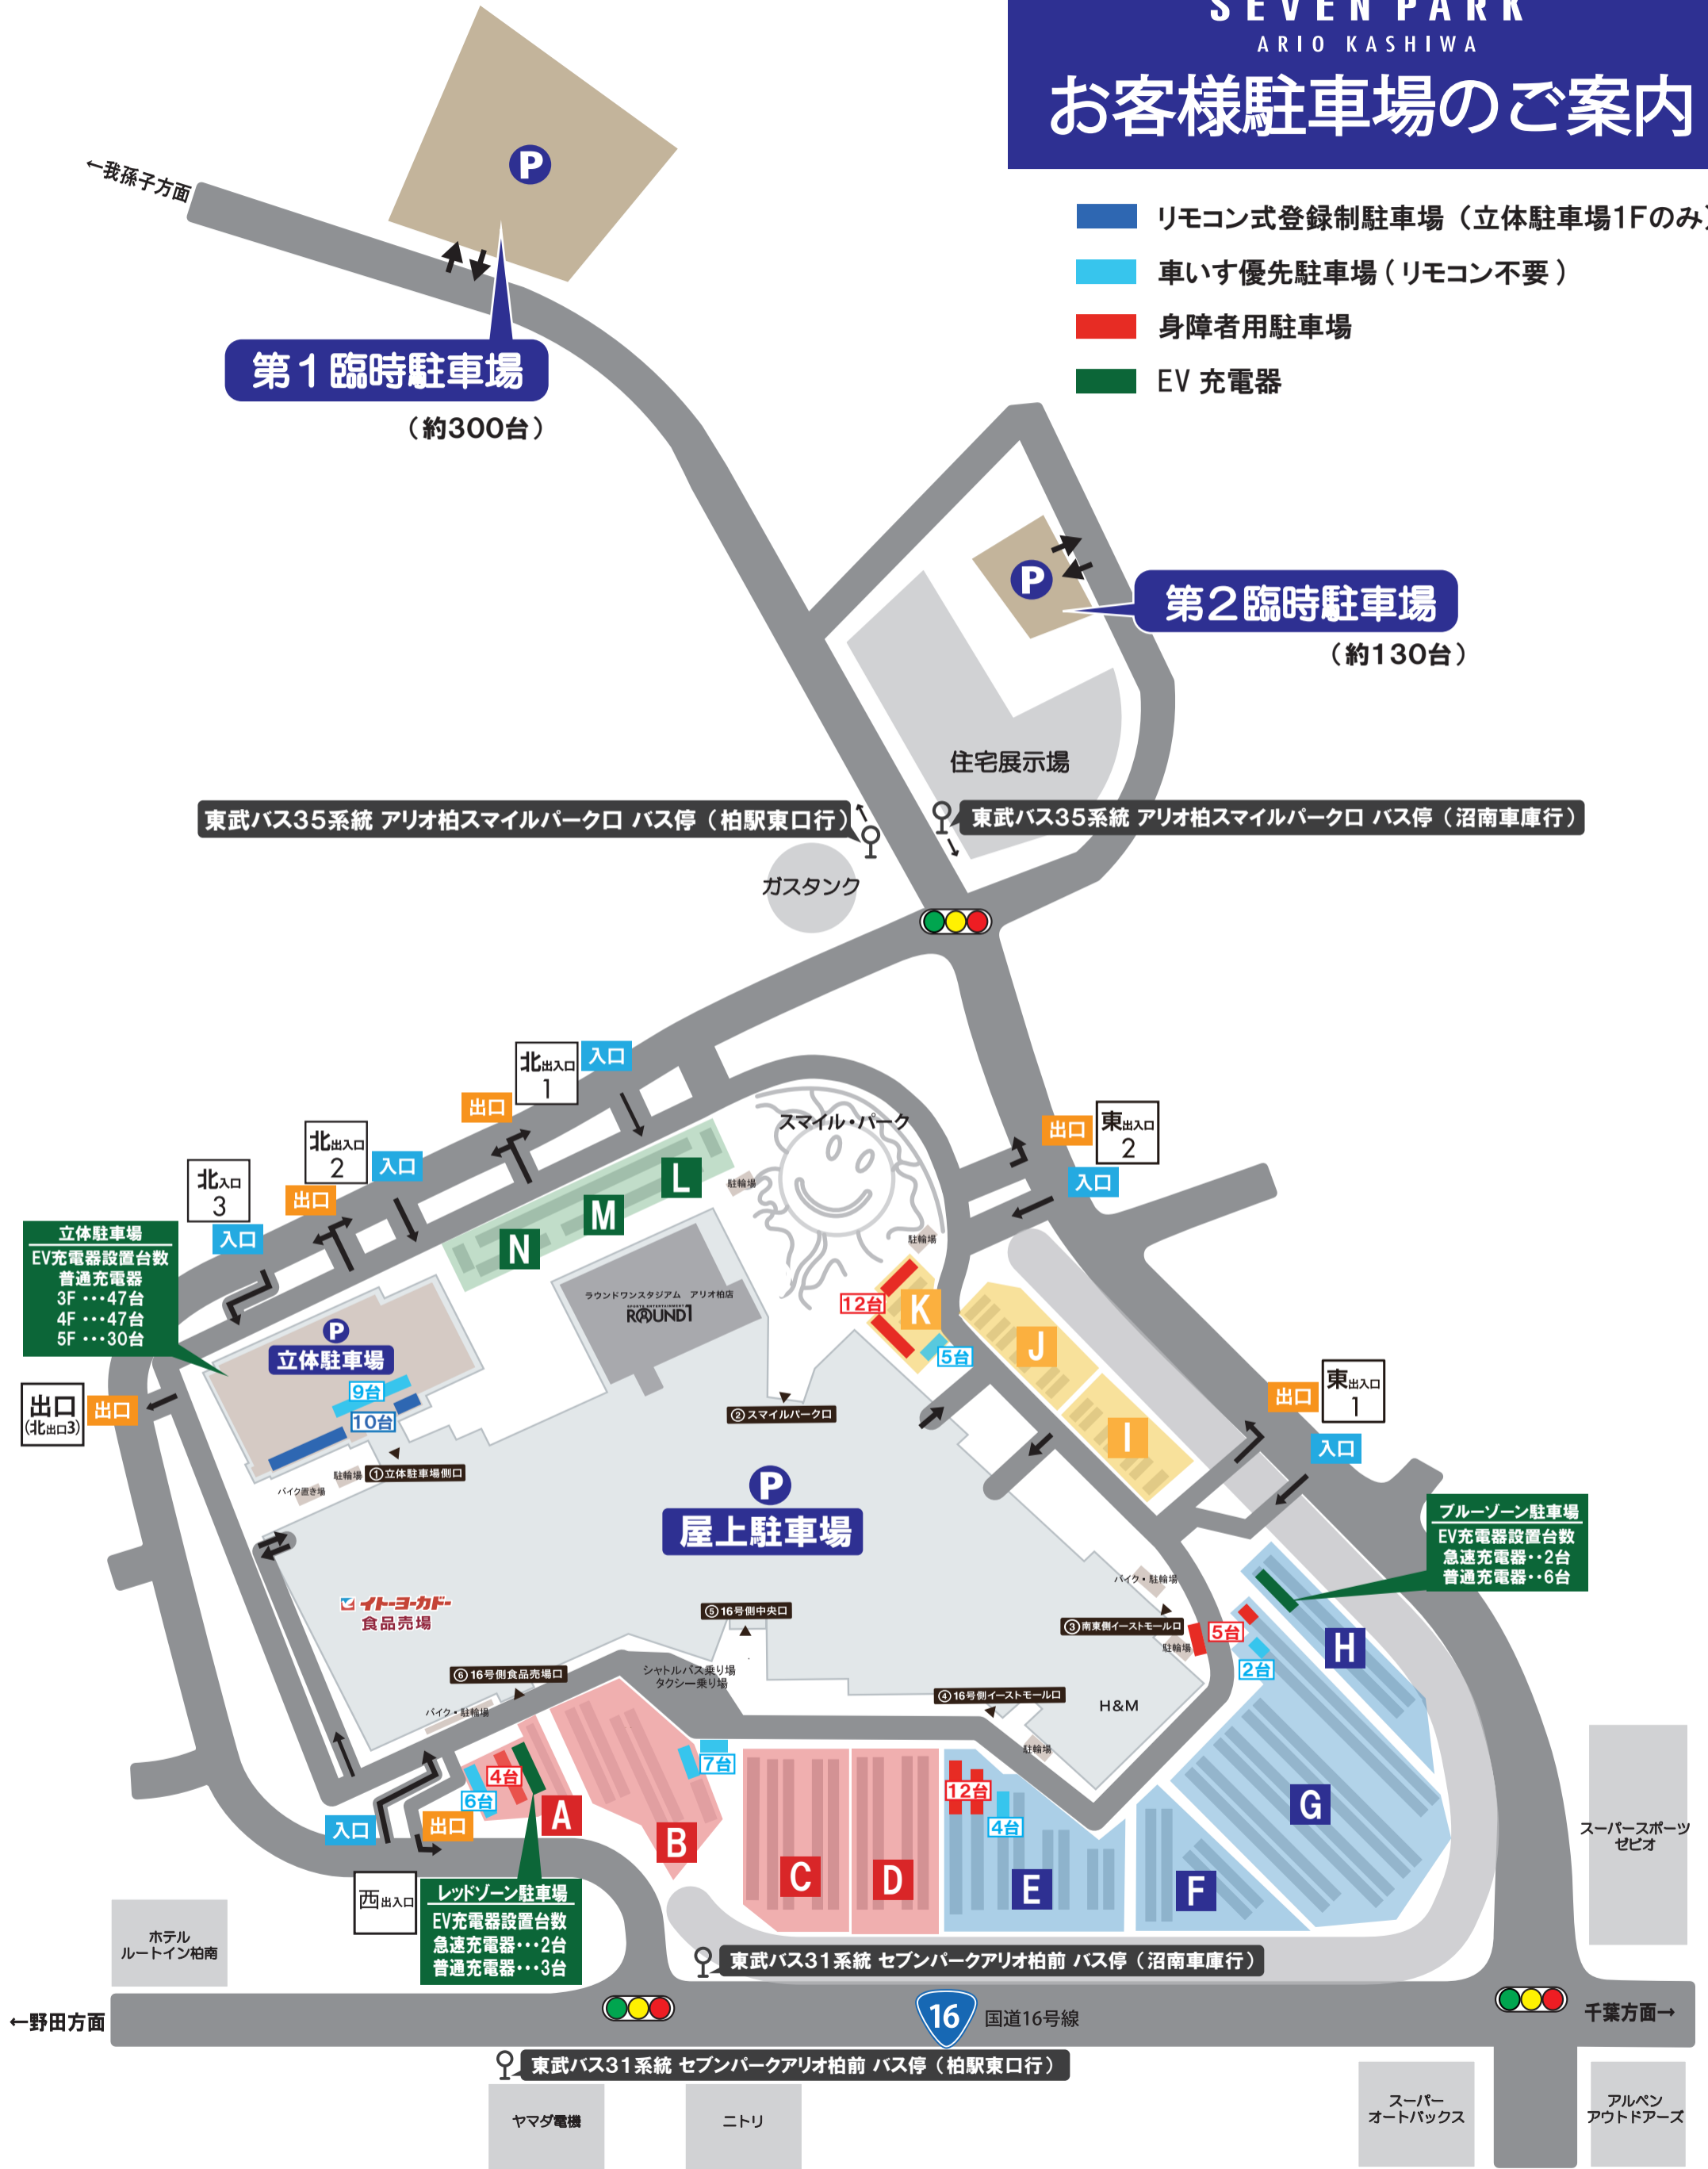 SEVEN PARK
ARIO KASHIWA
お客様駐車場のご案内
リモコン式登録制駐車場（立体駐車場1Fのみ）
車いす優先駐車場（リモコン不要）
身障者用駐車場
EV 充電器
←我孫子方面
P
第1臨時駐車場
（約300台）
P
第2臨時駐車場
（約130台）
住宅展示場
東武バス35系統 アリオ柏スマイルパーク口 バス停（柏駅東口行）
東武バス35系統 アリオ柏スマイルパーク口 バス停（沼南車庫行）
ガスタンク
北出入口
1
入口
出口
北出入口
2
入口
出口
北入口
3
入口
スマイル・パーク
出口
東出入口
2
入口
L
M
N
駐輪場
駐輪場
立体駐車場
EV充電器設置台数
普通充電器
3F・・・47台
4F・・・47台
5F・・・30台
P
立体駐車場
9台
10台
ラウンドワンスタジアム アリオ柏店
SPORTS ENTERTAINMENT
ROUND1
12台
K
5台
J
I
出口
(北出口3)
出口
②スマイルパーク口
出口
東出入口
1
入口
駐輪場
①立体駐車場側口
バイク置き場
P
屋上駐車場
ブルーゾーン駐車場
EV充電器設置台数
急速充電器・・2台
普通充電器・・6台
イトーヨーカドー
食品売場
⑤16号側中央口
バイク・駐輪場
③南東側イーストモール口
駐輪場
5台
2台
H
⑥16号側食品売場口
シャトルバス乗り場
タクシー乗り場
④16号側イーストモール口
H&M
バイク・駐輪場
駐輪場
7台
4台
6台
A
B
C
D
12台
4台
E
F
G
入口
出口
西出入口
レッドゾーン駐車場
EV充電器設置台数
急速充電器・・・2台
普通充電器・・・3台
スーパースポーツ
ゼビオ
ホテル
ルートイン柏南
東武バス31系統 セブンパークアリオ柏前 バス停（沼南車庫行）
←野田方面
16
国道16号線
千葉方面→
東武バス31系統 セブンパークアリオ柏前 バス停（柏駅東口行）
ヤマダ電機
ニトリ
スーパー
オートバックス
アルペン
アウトドアーズ